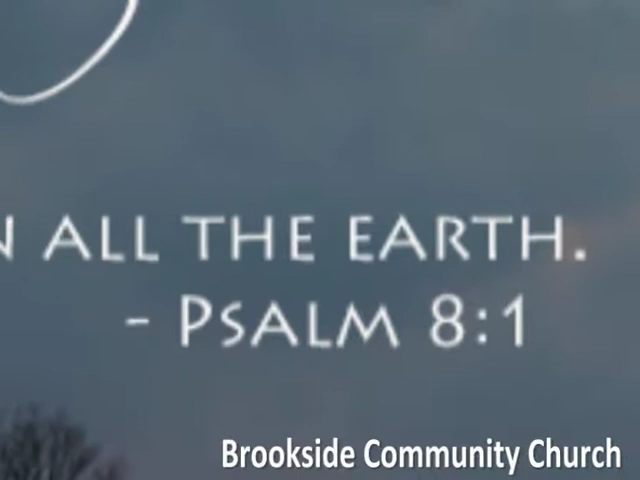 N ALL THE EARTH.
- PSALM 8:1
Brookside Community Church